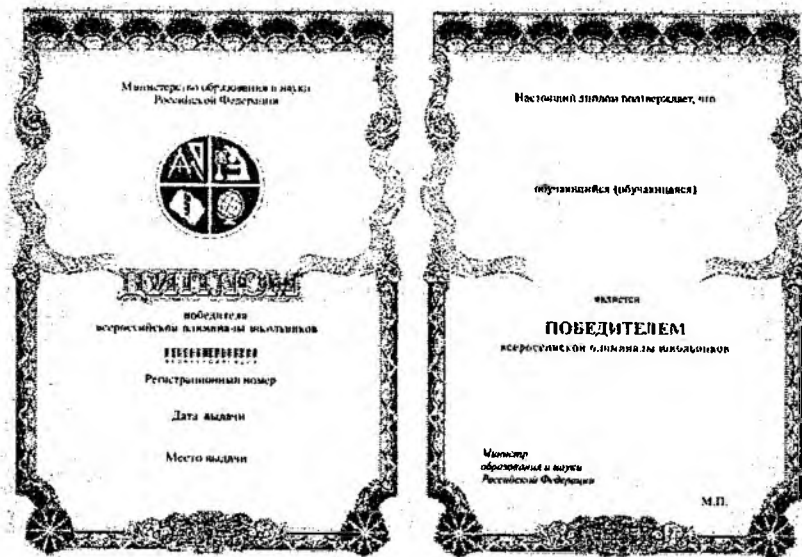 Министерство образования и науки
Российской Федерации
ДИПЛОМ
победителя
всероссийской олимпиады школьников
Регистрационный номер
Дата выдачи
Место выдачи
Настоящий диплом подтверждает, что
обучающийся (обучающаяся)
является
ПОБЕДИТЕЛЕМ
всероссийской олимпиады школьников
Министр
образования и науки
Российской Федерации
М.П.